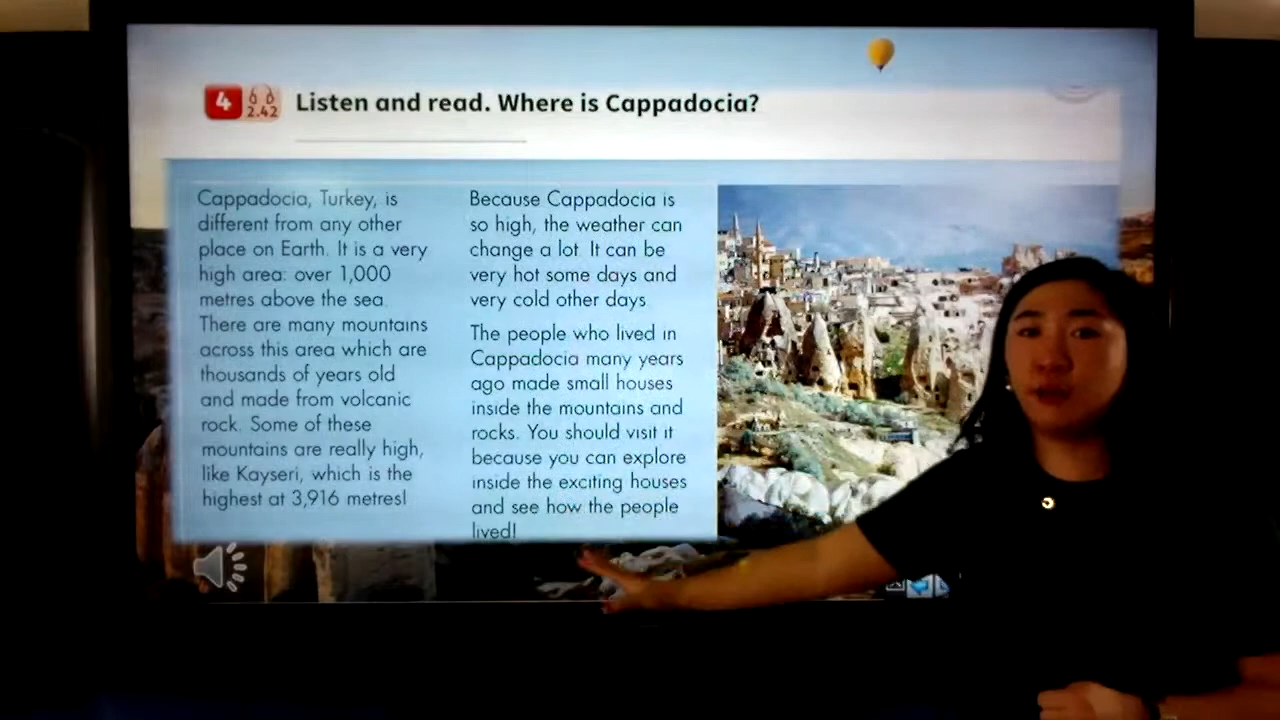 4
2.42
Listen and read. Where is Cappadocia?
Cappadocia, Turkey, is
different from any other
place on Earth. It is a very
high area: over 1,000
metres above the sea.
There are many mountains
across this area which are
thousands of years old
and made from volcanic
rock. Some of these
mountains are really high,
like Kayseri, which is the
highest at 3,916 metres!
Because Cappadocia is
so high, the weather can
change a lot. It can be
very hot some days and
very cold other days
The people who lived in
Cappadocia many years
ago made small houses
inside the mountains and
rocks. You should visit it
because you can explore
inside the exciting houses
and see how the people
lived!